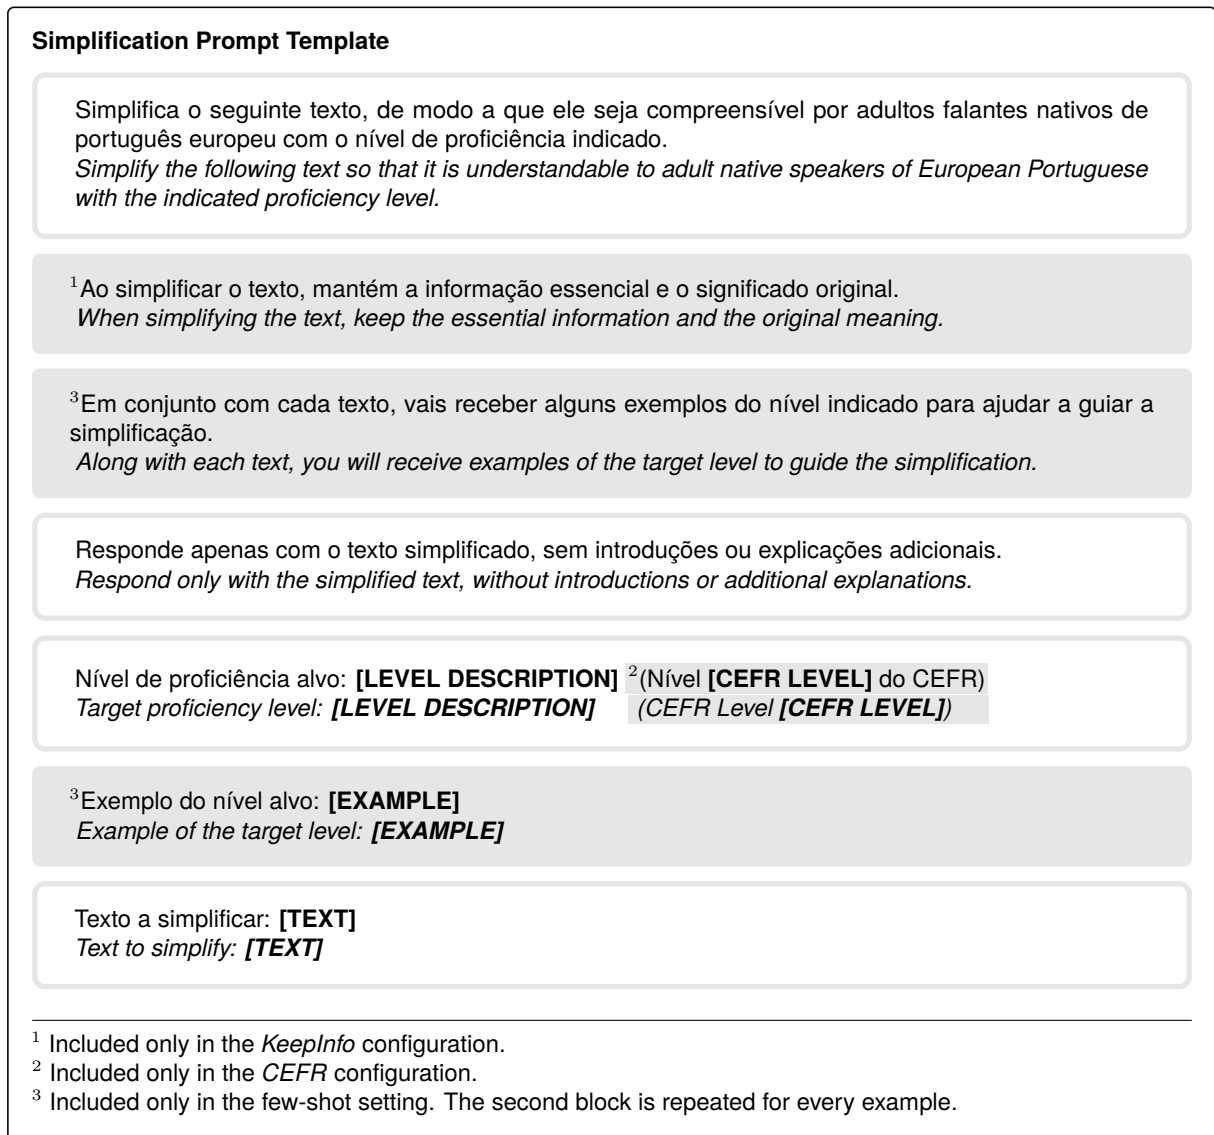 Simplification Prompt Template
Simplifica o seguinte texto, de modo a que ele seja compreensível por adultos falantes nativos de
português europeu com o nível de proficiência indicado.
Simplify the following text so that it is understandable to adult native speakers of European Portuguese
with the indicated proficiency level.
1Ao simplificar o texto, mantém a informação essencial e o significado original.
When simplifying the text, keep the essential information and the original meaning.
3Em conjunto com cada texto, vais receber alguns exemplos do nível indicado para ajudar a guiar a
simplificação.
Along with each text, you will receive examples of the target level to guide the simplification.
Responde apenas com o texto simplificado, sem introduções ou explicações adicionais.
Respond only with the simplified text, without introductions or additional explanations.
Nível de proficiência alvo: [LEVEL DESCRIPTION] 2(Nível [CEFR LEVEL] do CEFR)
Target proficiency level: [LEVEL DESCRIPTION] (CEFR Level [CEFR LEVEL])
3Exemplo do nível alvo: [EXAMPLE]
Example of the target level: [EXAMPLE]
Texto a simplificar: [TEXT]
Text to simplify: [TEXT]
1 Included only in the KeepInfo configuration.
2 Included only in the CEFR configuration.
3 Included only in the few-shot setting. The second block is repeated for every example.